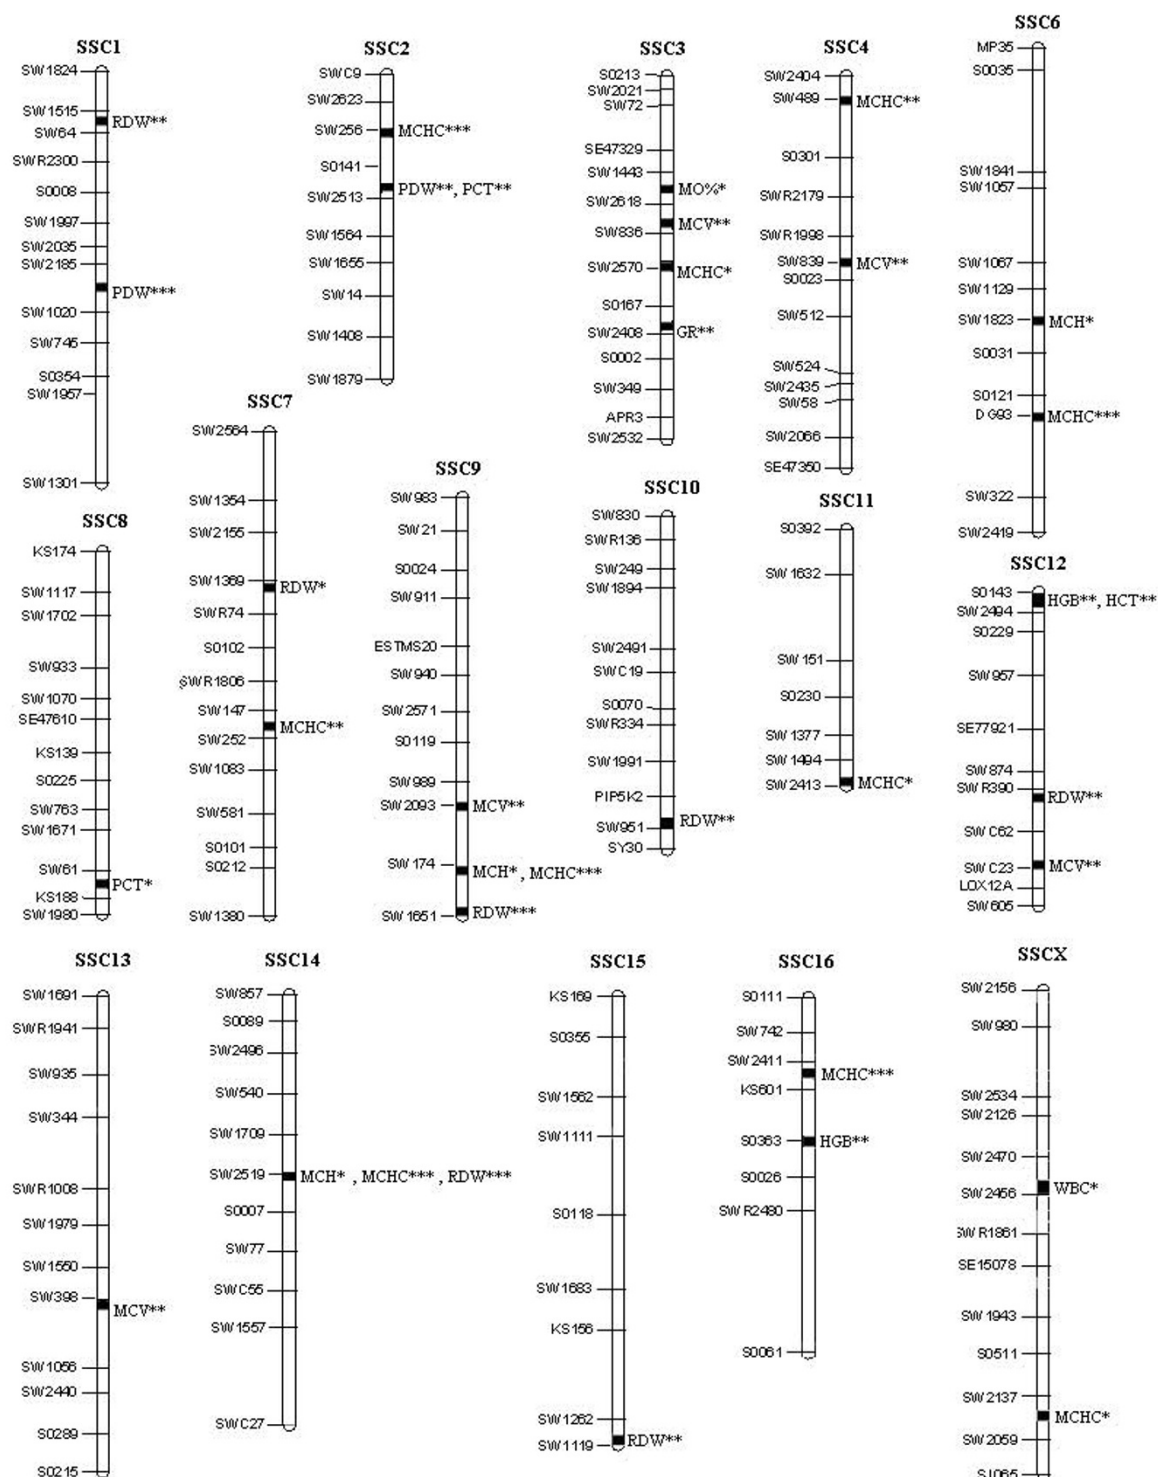 SSC1
SW1824
SW1515
RDW**
SW64
SWR2300
S0008
SW1997
SW2035
SW2185
PDW***
SW1020
SW745
S0354
SW1957
SW1301
SSC2
SWC9
SW2623
SW256
MCHC***
S0141
PDW**, PCT**
SW2513
SW1564
SW1655
SW14
SW1408
SW1879
SSC3
S0213
SW2021
SW72
SE47329
SW1443
MO%*
SW2618
MCV**
SW836
SW2570
MCHC*
S0167
GR**
SW2408
S0002
SW349
APR3
SW2532
SSC4
SW2404
SW489
MCHC**
S0301
SWR2179
SWR1998
SW839
MCV**
S0023
SW512
SW524
SW2435
SW58
SW2066
SE47350
SSC6
MP35
S0035
SW1841
SW1057
SW1067
SW1129
SW1823
MCH*
S0031
S0121
DG93
MCHC***
SW322
SW2419
SSC7
SW2564
SW1354
SW2155
SW1369
RDW*
SWR74
S0102
SWR1806
SW147
MCHC**
SW252
SW1083
SW581
S0101
S0212
SW1380
SSC8
KS174
SW1117
SW1702
SW933
SW1070
SE47610
KS139
S0225
SW763
SW1671
SW61
PCT*
KS188
SW1980
SSC9
SW983
SW21
S0024
SW911
ESTMS20
SW940
SW2571
S0119
SW989
SW2093
MCV**
SW174
MCH* , MCHC***
SW1651
RDW***
SSC10
SW830
SWR136
SW249
SW1894
SW2491
SWC19
S0070
SWR334
SW1991
PIP5K2
RDW**
SW951
SY30
SSC11
S0392
SW1632
SW151
S0230
SW1377
SW1494
SW2413
MCHC*
SSC12
S0143
HGB**, HCT**
SW2494
S0229
SW957
SE77921
SW874
SWR390
RDW**
SWC62
SWC23
MCV**
LOX12A
SW605
SSC13
SW1691
SWR1941
SW935
SW344
SWR1008
SW1979
SW1550
SW398
MCV**
SW1056
SW2440
S0289
S0215
SSC14
SW857
S0089
SW2496
SW540
SW1709
SW2519
MCH* , MCHC*** , RDW***
S0007
SW77
SWC55
SW1557
SWC27
SSC15
KS169
S0355
SW1562
SW1111
S0118
SW1683
KS156
SW1262
RDW**
SW1119
SSC16
S0111
SW742
SW2411
MCHC***
KS601
S0363
HGB**
S0026
SWR2480
S0061
SSCX
SW2156
SW980
SW2534
SW2126
SW2470
WBC*
SW2456
SWR1861
SE15078
SW1943
S0511
SW2137
MCHC*
SW2059